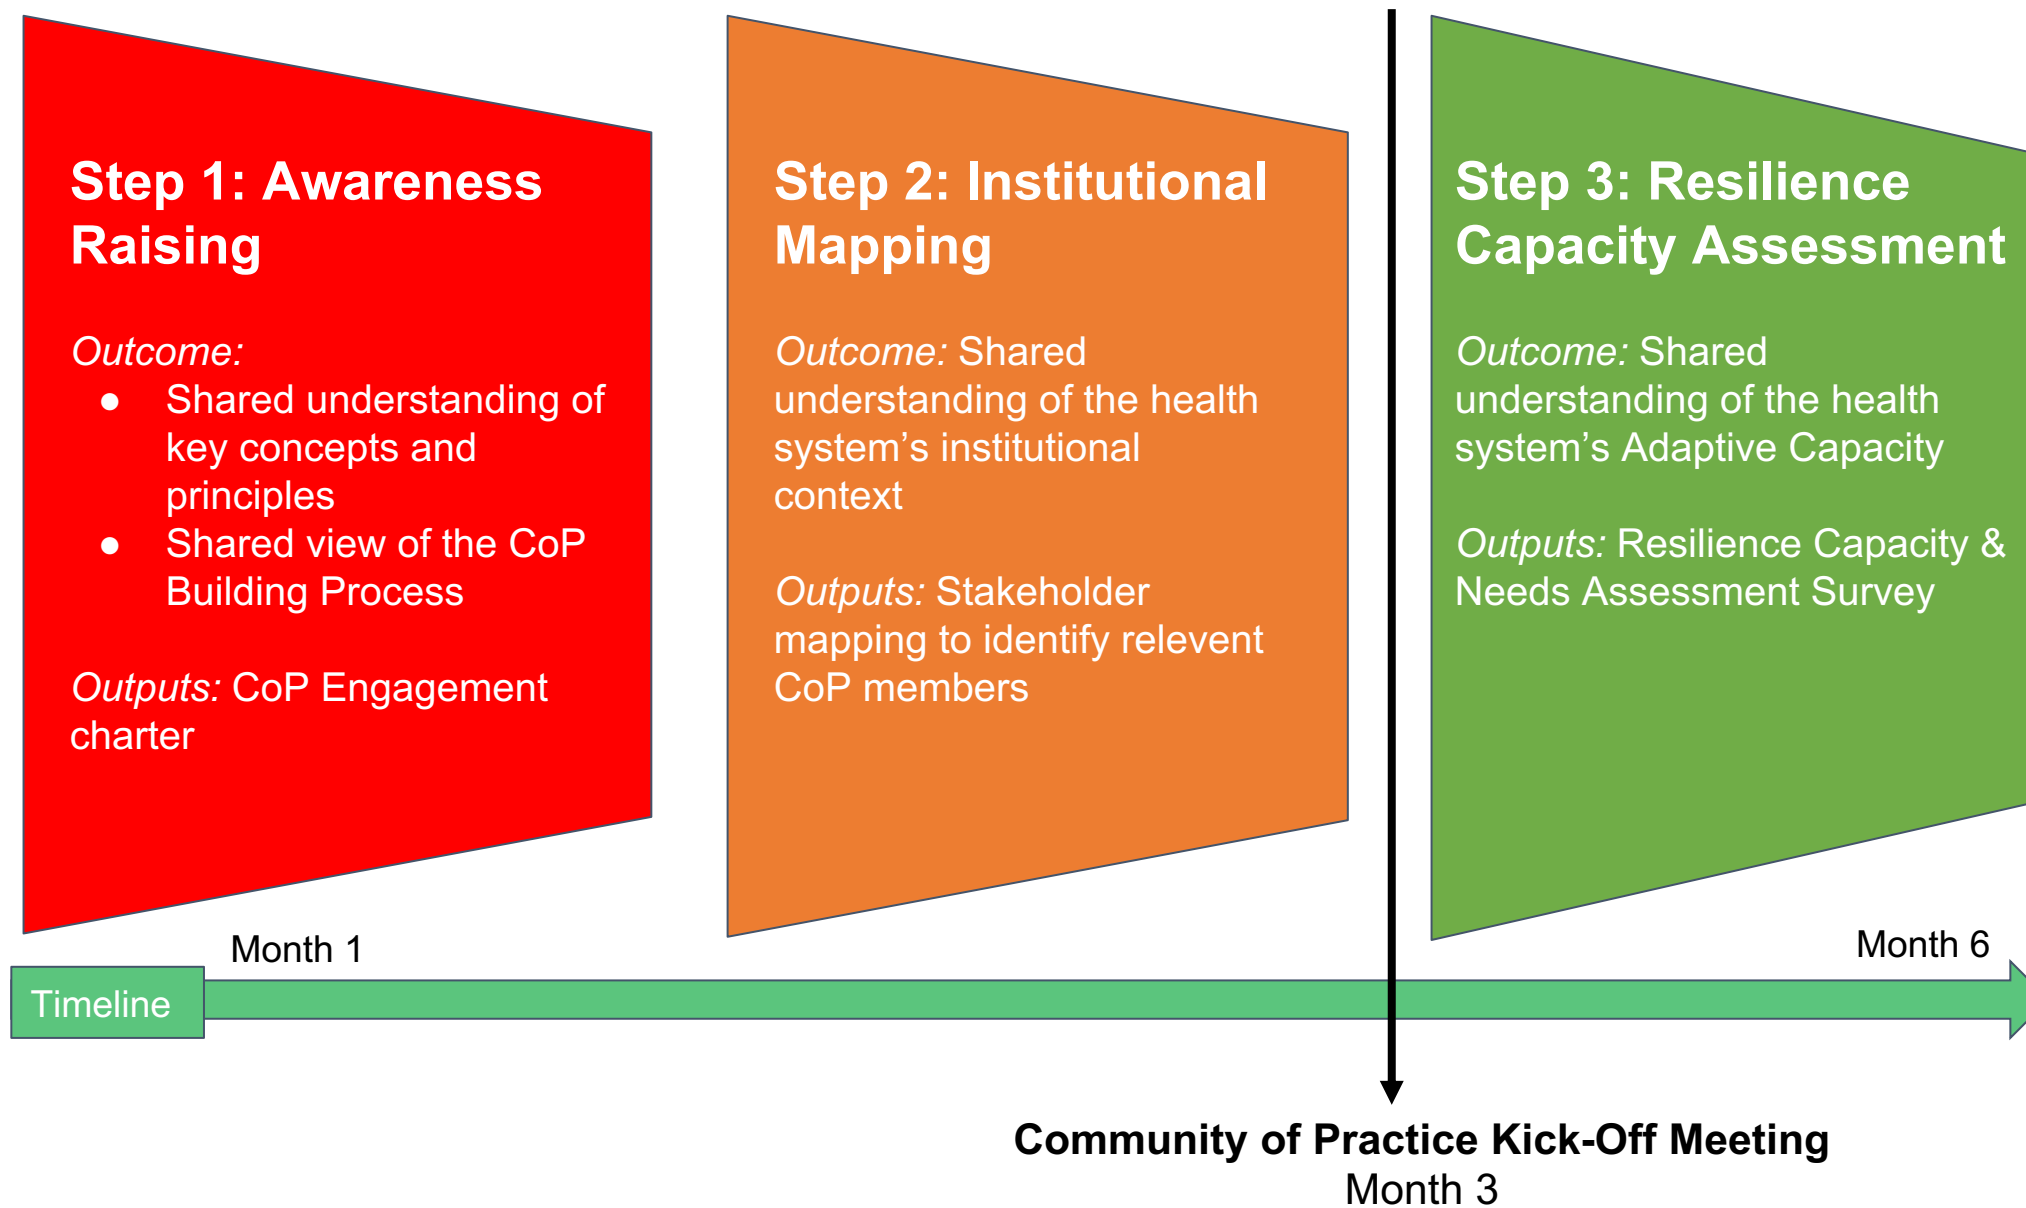 Step 1: Awareness
Raising
Outcome:
● Shared understanding of
key concepts and
principles
● Shared view of the CoP
Building Process
Outputs: CoP Engagement
charter
Step 2: Institutional
Mapping
Outcome: Shared
understanding of the health
system’s institutional
context
Outputs: Stakeholder
mapping to identify relevent
CoP members
Step 3: Resilience
Capacity Assessment
Outcome: Shared
understanding of the health
system’s Adaptive Capacity
Outputs: Resilience Capacity &
Needs Assessment Survey
Month 1
Month 6
Timeline
Community of Practice Kick-Off Meeting
Month 3